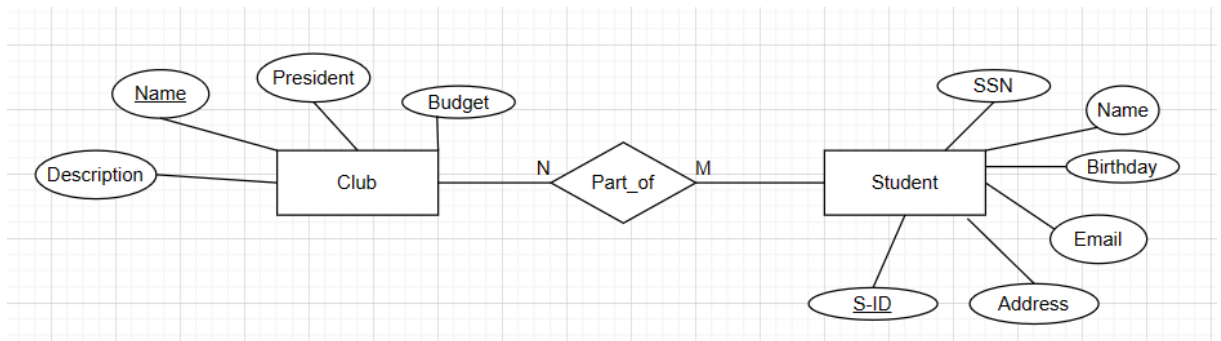 Name
President
Budget
Description
Club
N
Part_of
M
Student
SSN
Name
Birthday
Email
S-ID
Address